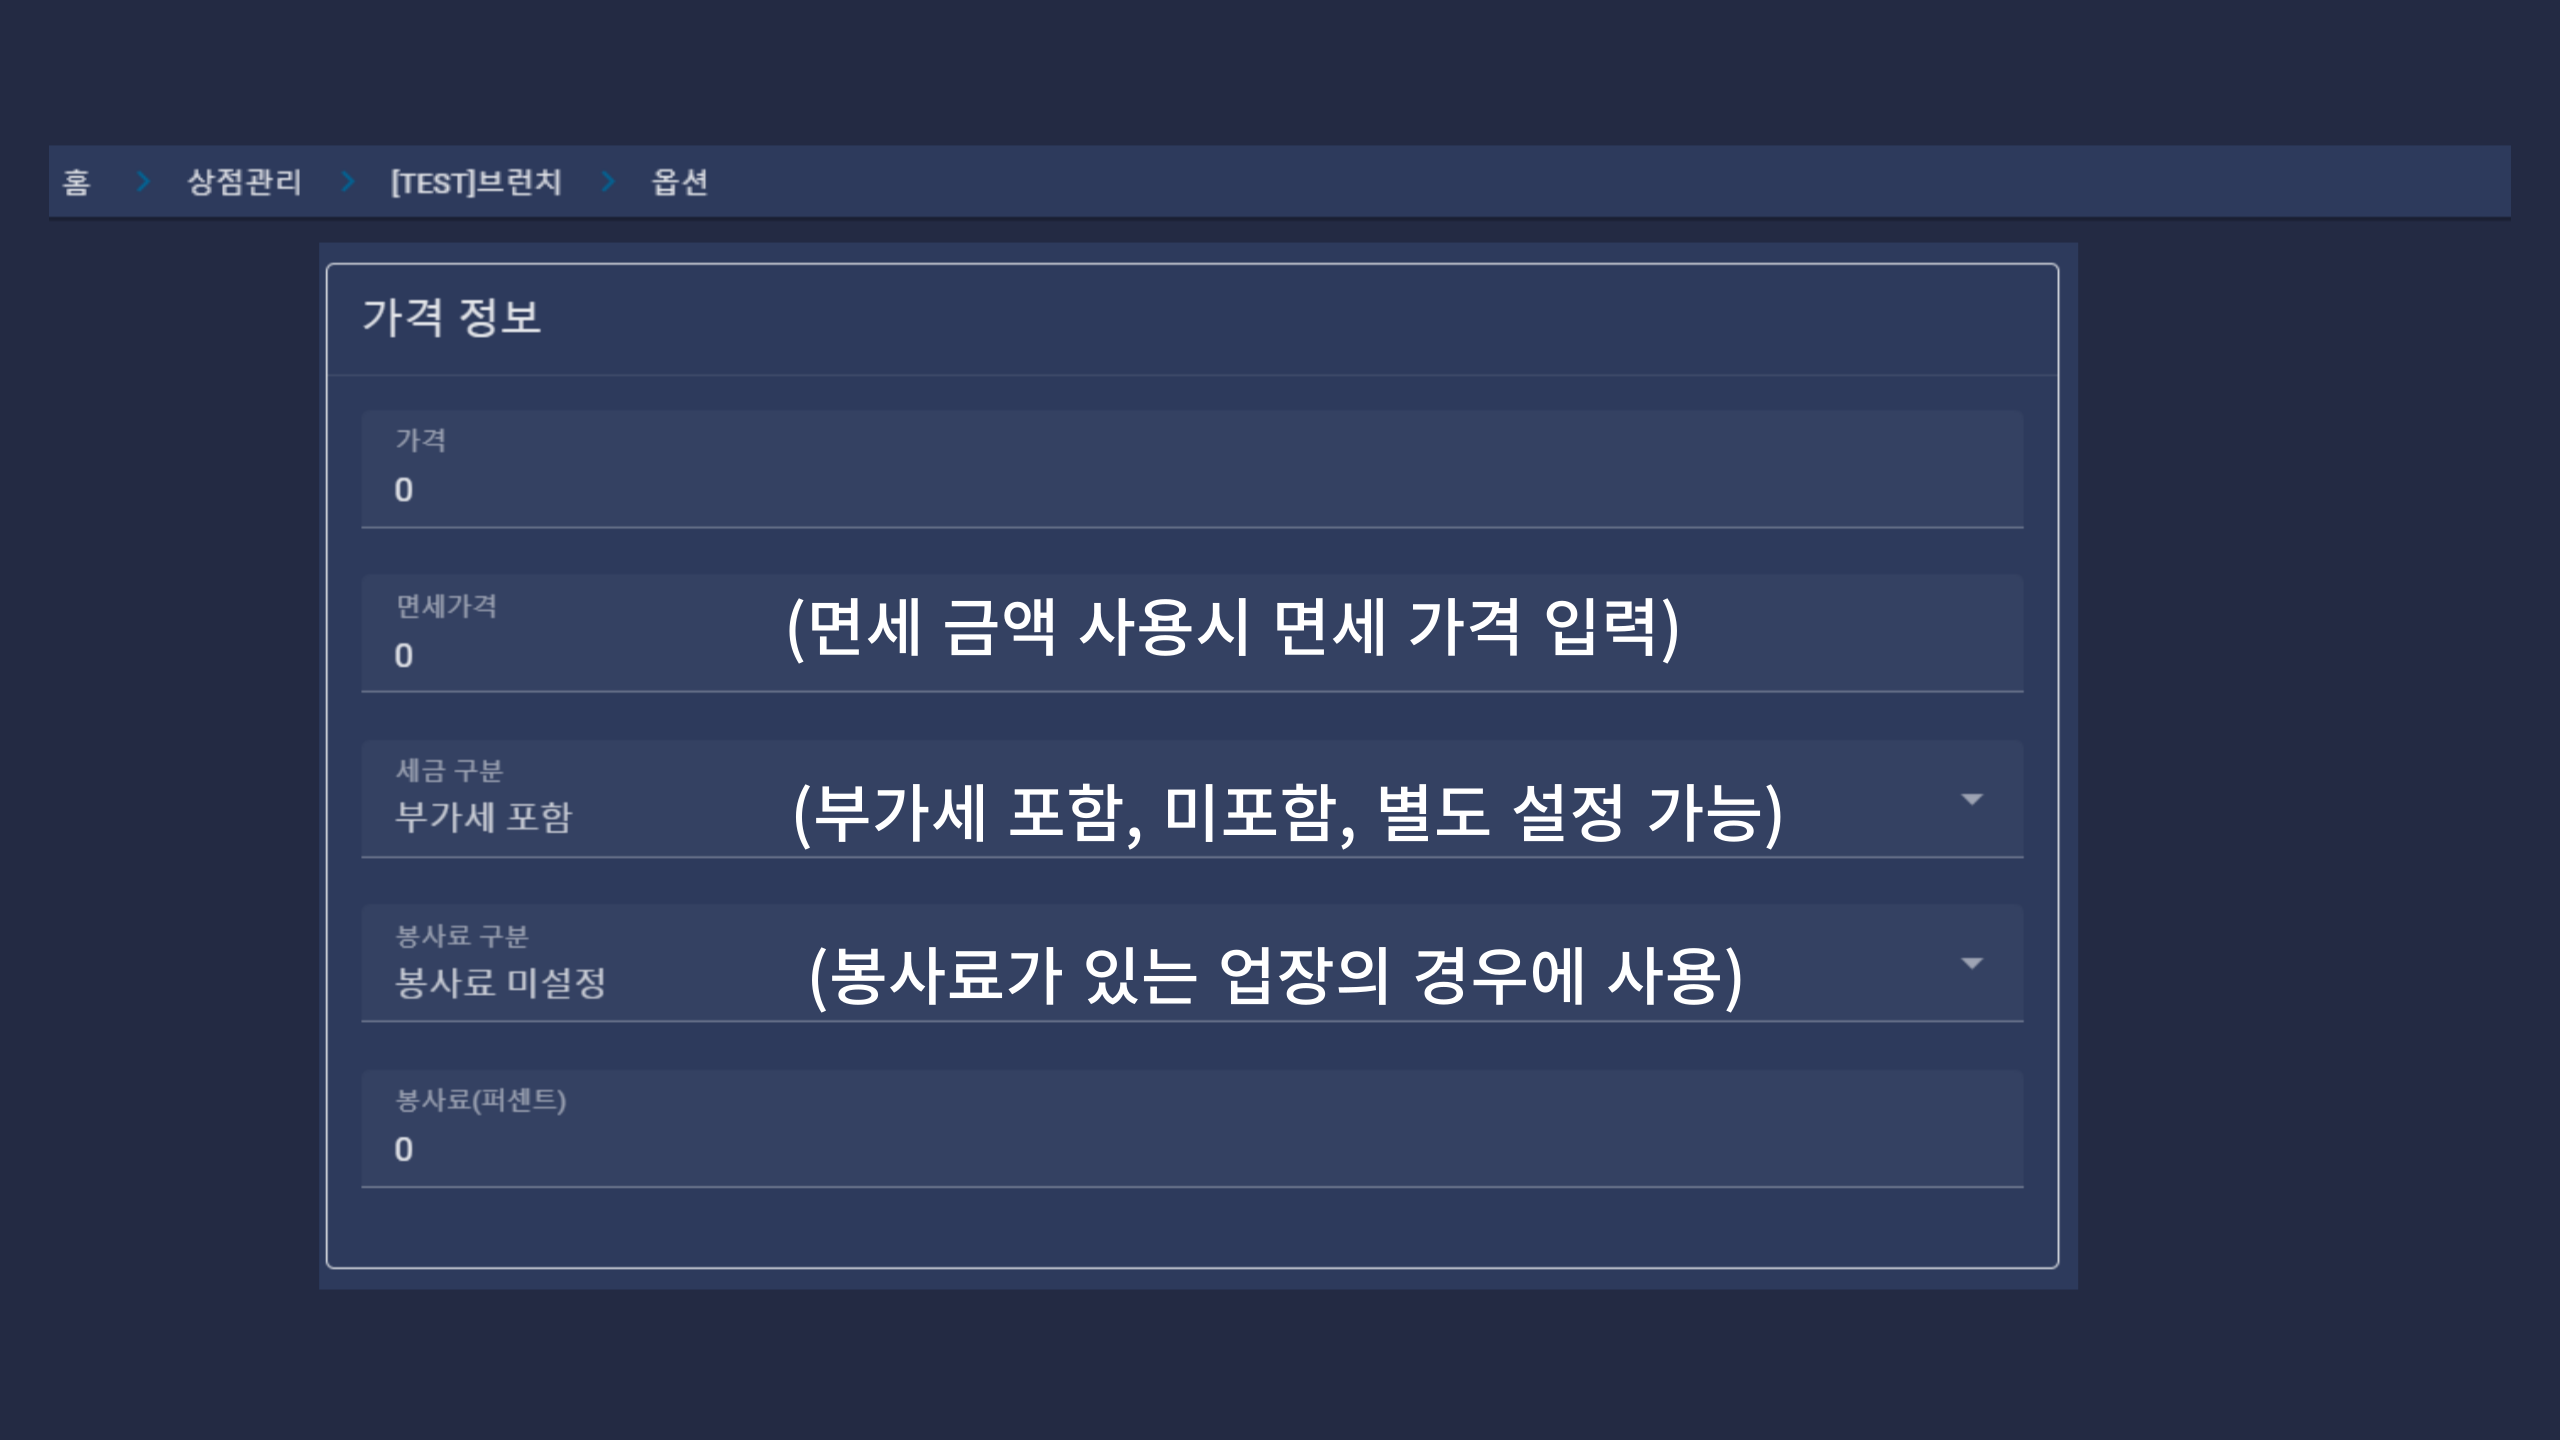 홈 > 상점관리 > [TEST]브런치 > 옵션
가격 정보
가격
0
면세가격
0
(면세 금액 사용시 면세 가격 입력)
세금 구분
부가세 포함
(부가세 포함, 미포함, 별도 설정 가능)
봉사료 구분
봉사료 미설정
(봉사료가 있는 업장의 경우에 사용)
봉사료(퍼센트)
0